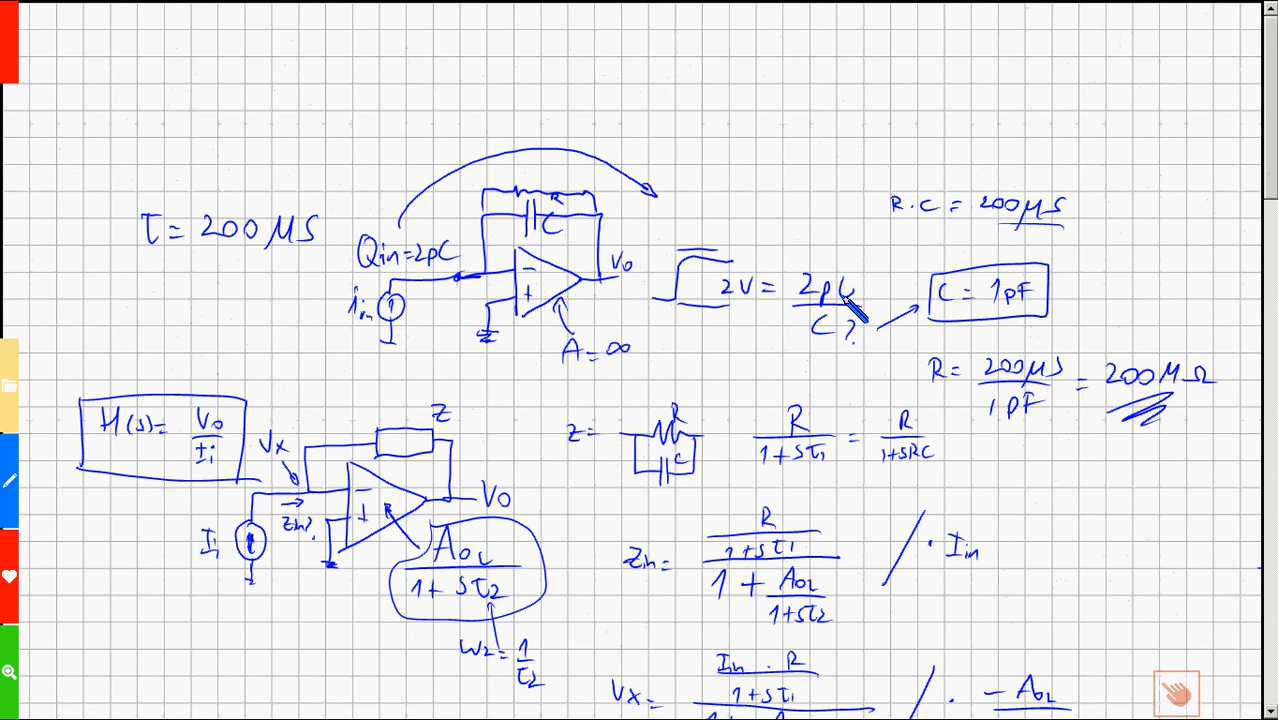 R.C = 200μS
τ = 200 μS
R
C
Qin=2pC
Vo
iin
2V = 2pC / C?
C = 1pF
A=∞
R = 200μS / 1pF = 200MΩ
H(s)= Vo / Ii
Z
Vx
Z= R C R / 1+Sτ1 = R / 1+SRC
Zin?
Vo
Ii
AOL / 1+Sτ2
Zin = R / 1+Sτ1 / 1 + AOL / 1+Sτ2 / · Iin
W2 = 1 / τ2
Vx = Iin . R / 1+Sτ1 / · -AOL